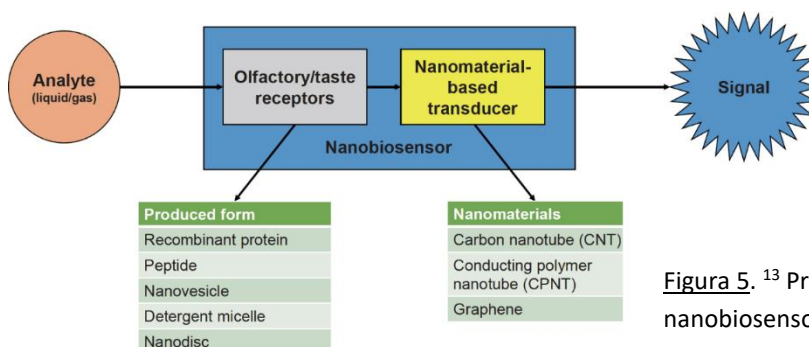 Analyte
(liquid/gas)
Olfactory/taste
receptors
Nanomaterial-
based
transducer
Nanobiosensor
Signal
Produced form
Recombinant protein
Peptide
Nanovesicle
Detergent micelle
Nanodisc
Nanomaterials
Carbon nanotube (CNT)
Conducting polymer
nanotube (CPNT)
Graphene
Figura 5. ¹³ Pr
nanobiosenso